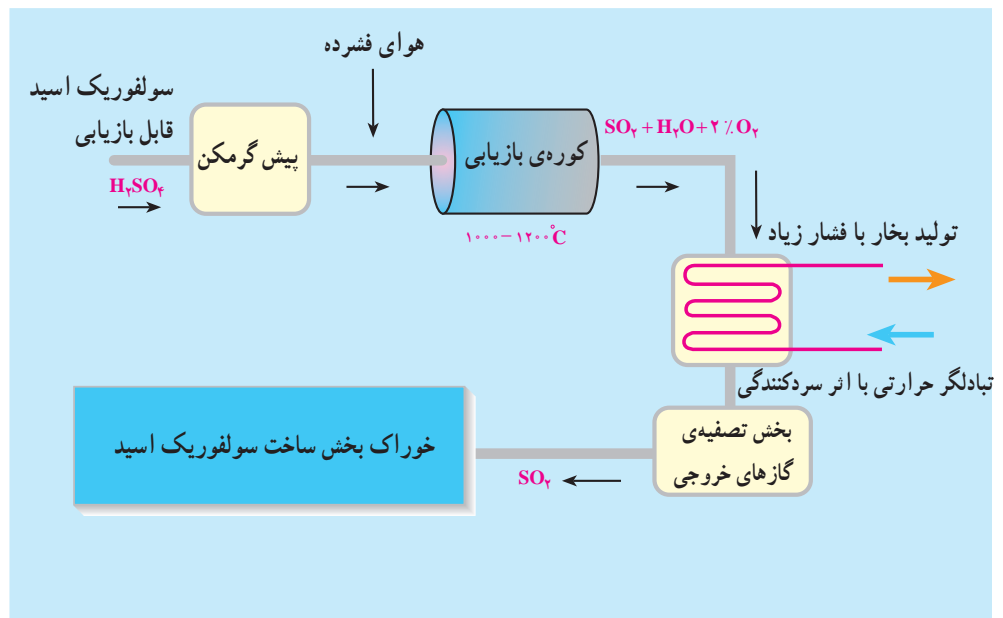 هوای فشرده
سولفوریک اسید
قابل بازیابی
H₂SO₄
پیش گرمکن
کوره‌ی بازیابی
۱۰۰۰−۱۲۰۰°C
SO₂+H₂O+۲٪O₂
تولید بخار با فشار زیاد
تبادلگر حرارتی با اثر سردکنندگی
بخش تصفیه‌ی
گازهای خروجی
SO₂
خوراک بخش ساخت سولفوریک اسید